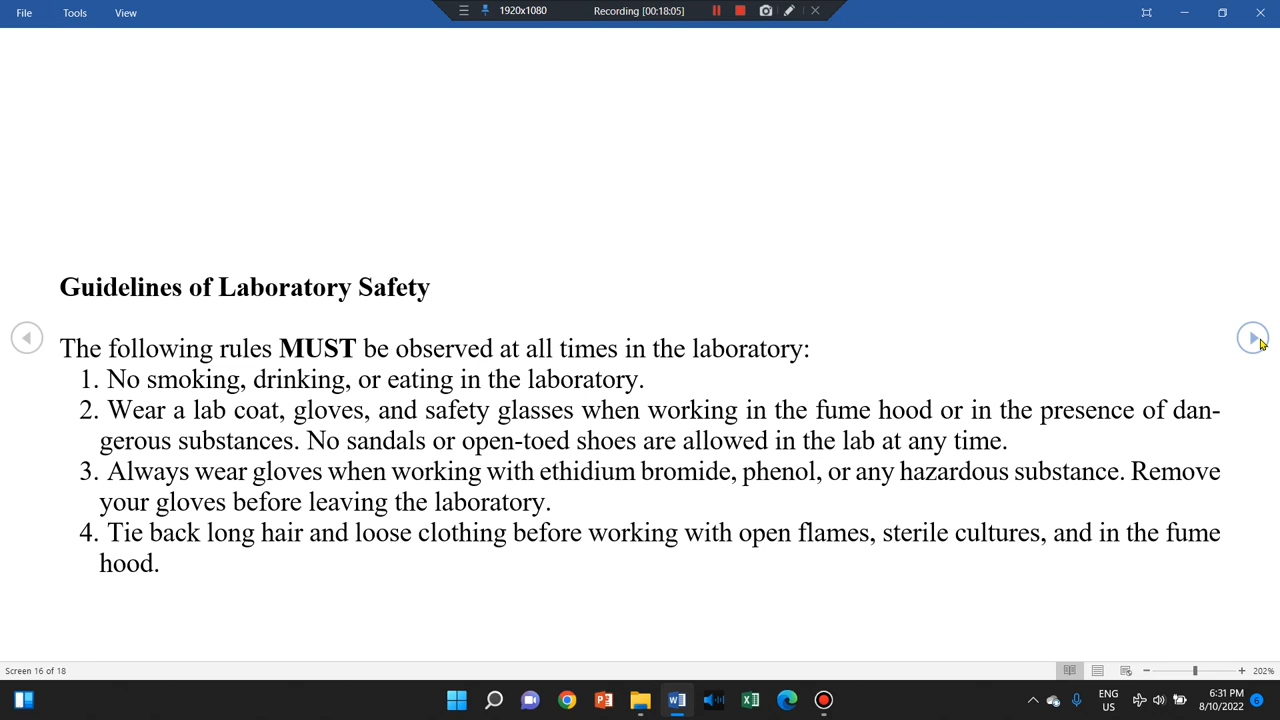 File Tools View 1920x1080 Recording [00:18:05]
Guidelines of Laboratory Safety
The following rules MUST be observed at all times in the laboratory:
1. No smoking, drinking, or eating in the laboratory.
2. Wear a lab coat, gloves, and safety glasses when working in the fume hood or in the presence of dan-
gerous substances. No sandals or open-toed shoes are allowed in the lab at any time.
3. Always wear gloves when working with ethidium bromide, phenol, or any hazardous substance. Remove
your gloves before leaving the laboratory.
4. Tie back long hair and loose clothing before working with open flames, sterile cultures, and in the fume
hood.
Screen 16 of 18 202%
ENG 6:31 PM
US 8/10/2022 6